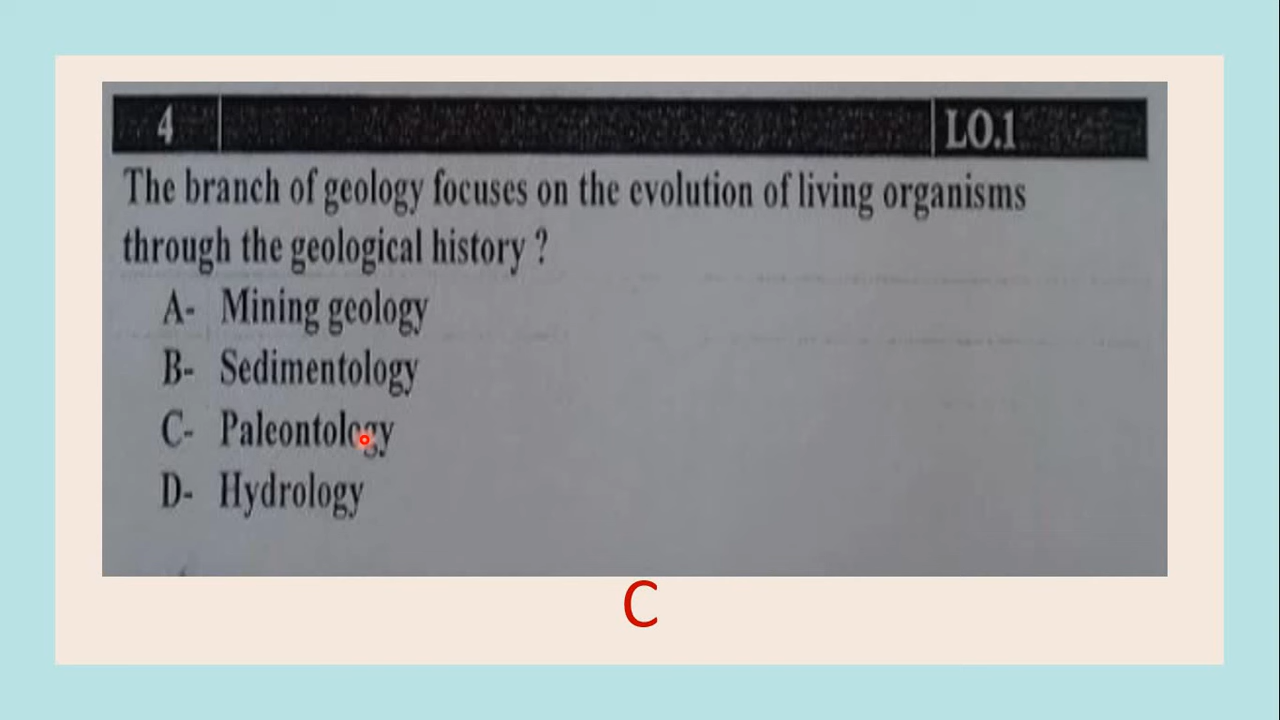 4 LO.1
The branch of geology focuses on the evolution of living organisms
through the geological history ?
A- Mining geology
B- Sedimentology
C- Paleontology
D- Hydrology
C